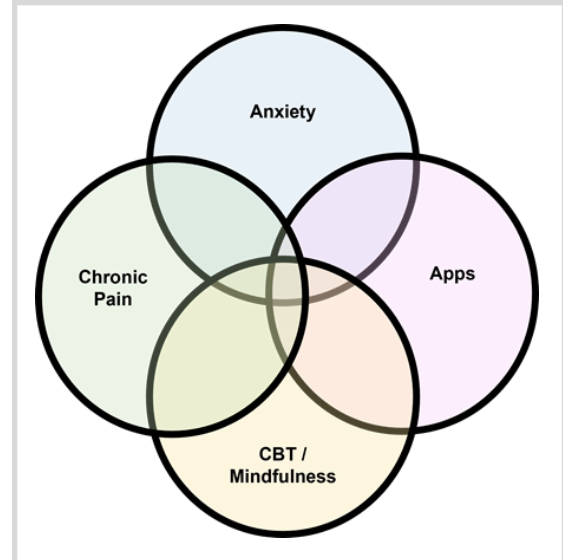 Anxiety
Chronic
Pain
Apps
CBT /
Mindfulness